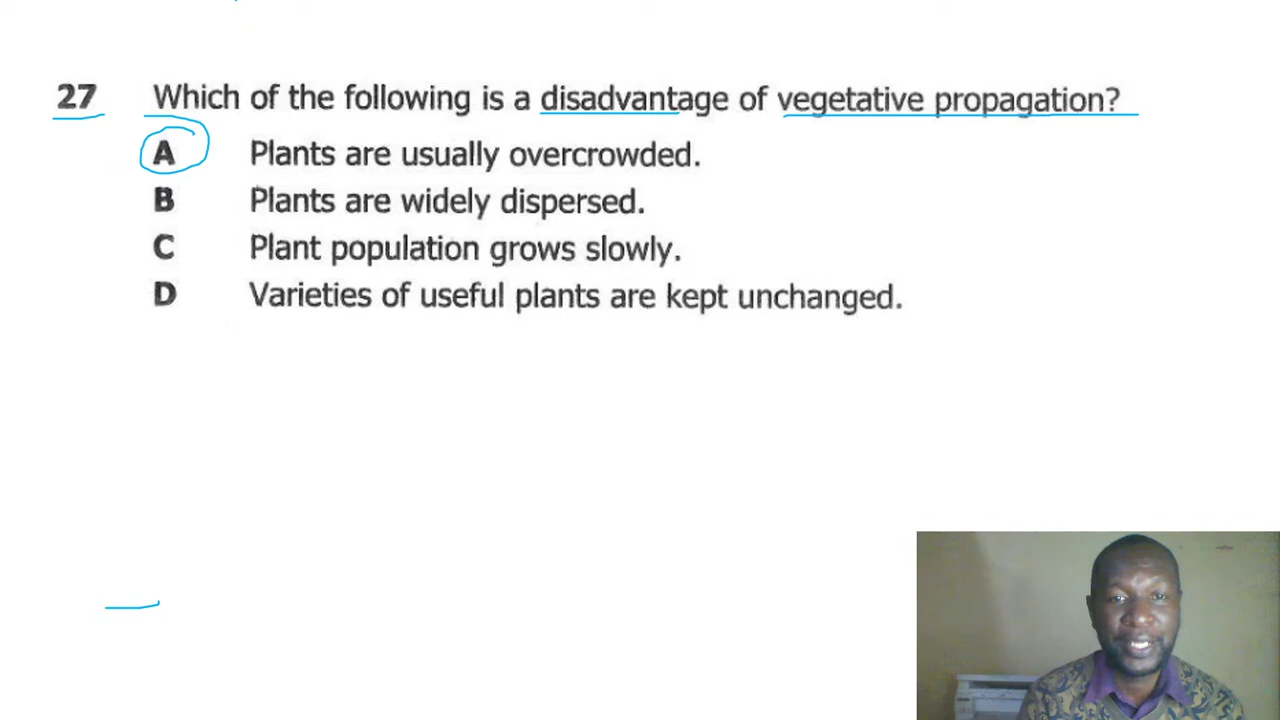 27 Which of the following is a disadvantage of vegetative propagation?
A Plants are usually overcrowded.
B Plants are widely dispersed.
C Plant population grows slowly.
D Varieties of useful plants are kept unchanged.